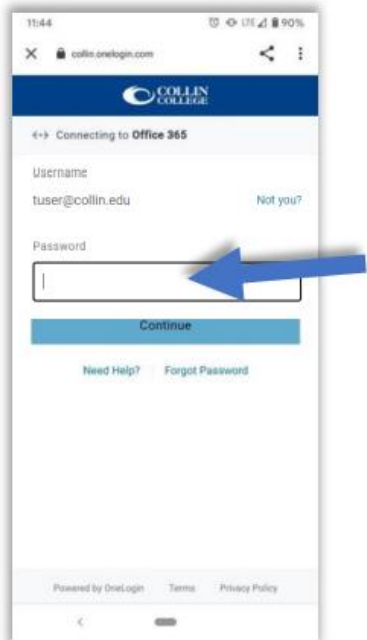 11:44 LTE 90%
collin.onelogin.com
COLLIN
COLLEGE
Connecting to Office 365
Username
tuser@collin.edu Not you?
Password
Continue
Need Help? Forgot Password
Powered by OneLogin Terms Privacy Policy